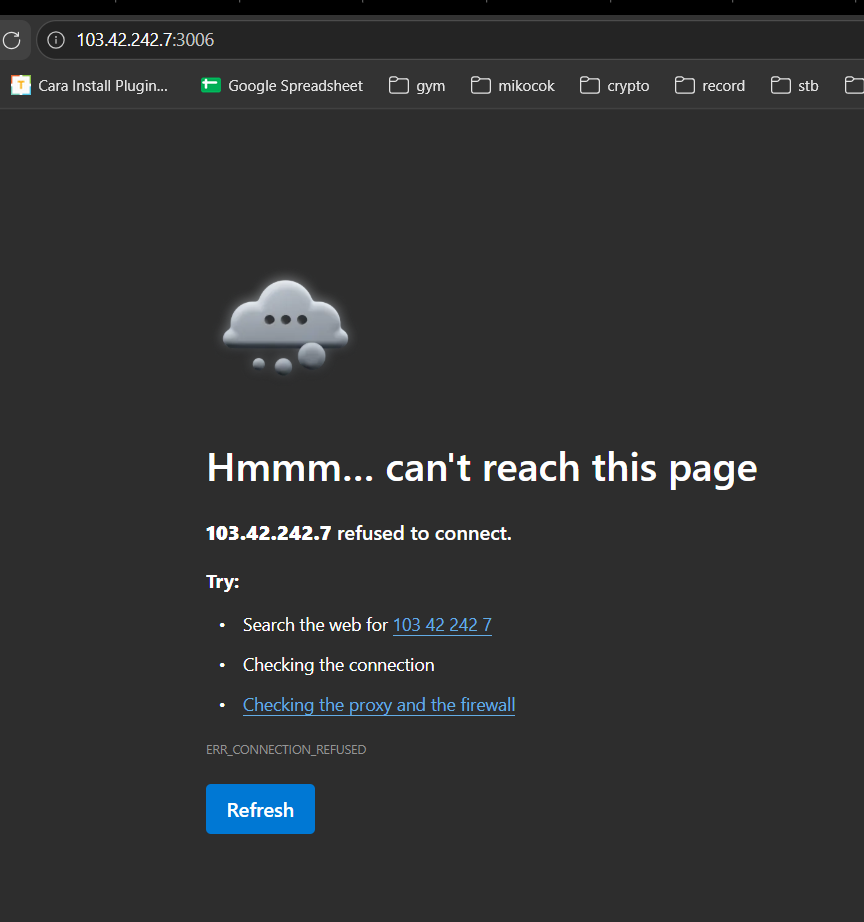 103.42.242.7:3006
Cara Install Plugin... Google Spreadsheet gym mikocok crypto record stb
Hmmm... can't reach this page
103.42.242.7 refused to connect.
Try:
• Search the web for 103 42 242 7
• Checking the connection
• Checking the proxy and the firewall
ERR_CONNECTION_REFUSED
Refresh